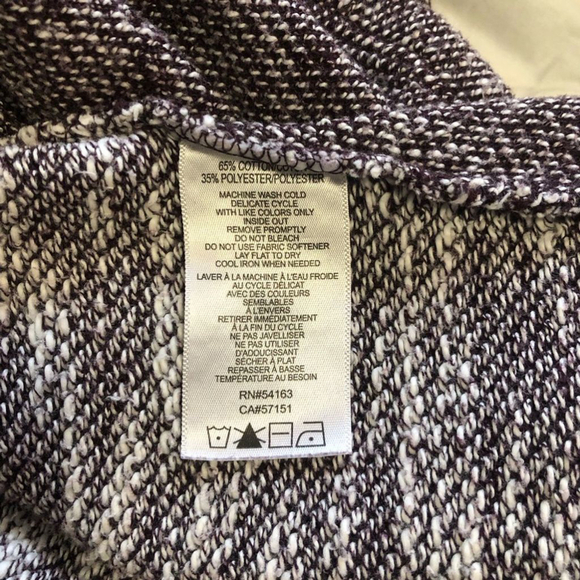 65% COTTON/
35% POLYESTER/POLYESTER
MACHINE WASH COLD
DELICATE CYCLE
WITH LIKE COLORS ONLY
INSIDE OUT
REMOVE PROMPTLY
DO NOT BLEACH
DO NOT USE FABRIC SOFTENER
LAY FLAT TO DRY
COOL IRON WHEN NEEDED
LAVER À LA MACHINE À L'EAU FROIDE
AU CYCLE DÉLICAT
AVEC DES COULEURS
SEMBLABLES
À L'ENVERS
RETIRER IMMÉDIATEMENT
À LA FIN DU CYCLE
NE PAS JAVELLISER
NE PAS UTILISER
D'ADOUCISSANT
SÉCHER À PLAT
REPASSER À BASSE
TEMPÉRATURE AU BESOIN
RN#54163
CA#57151